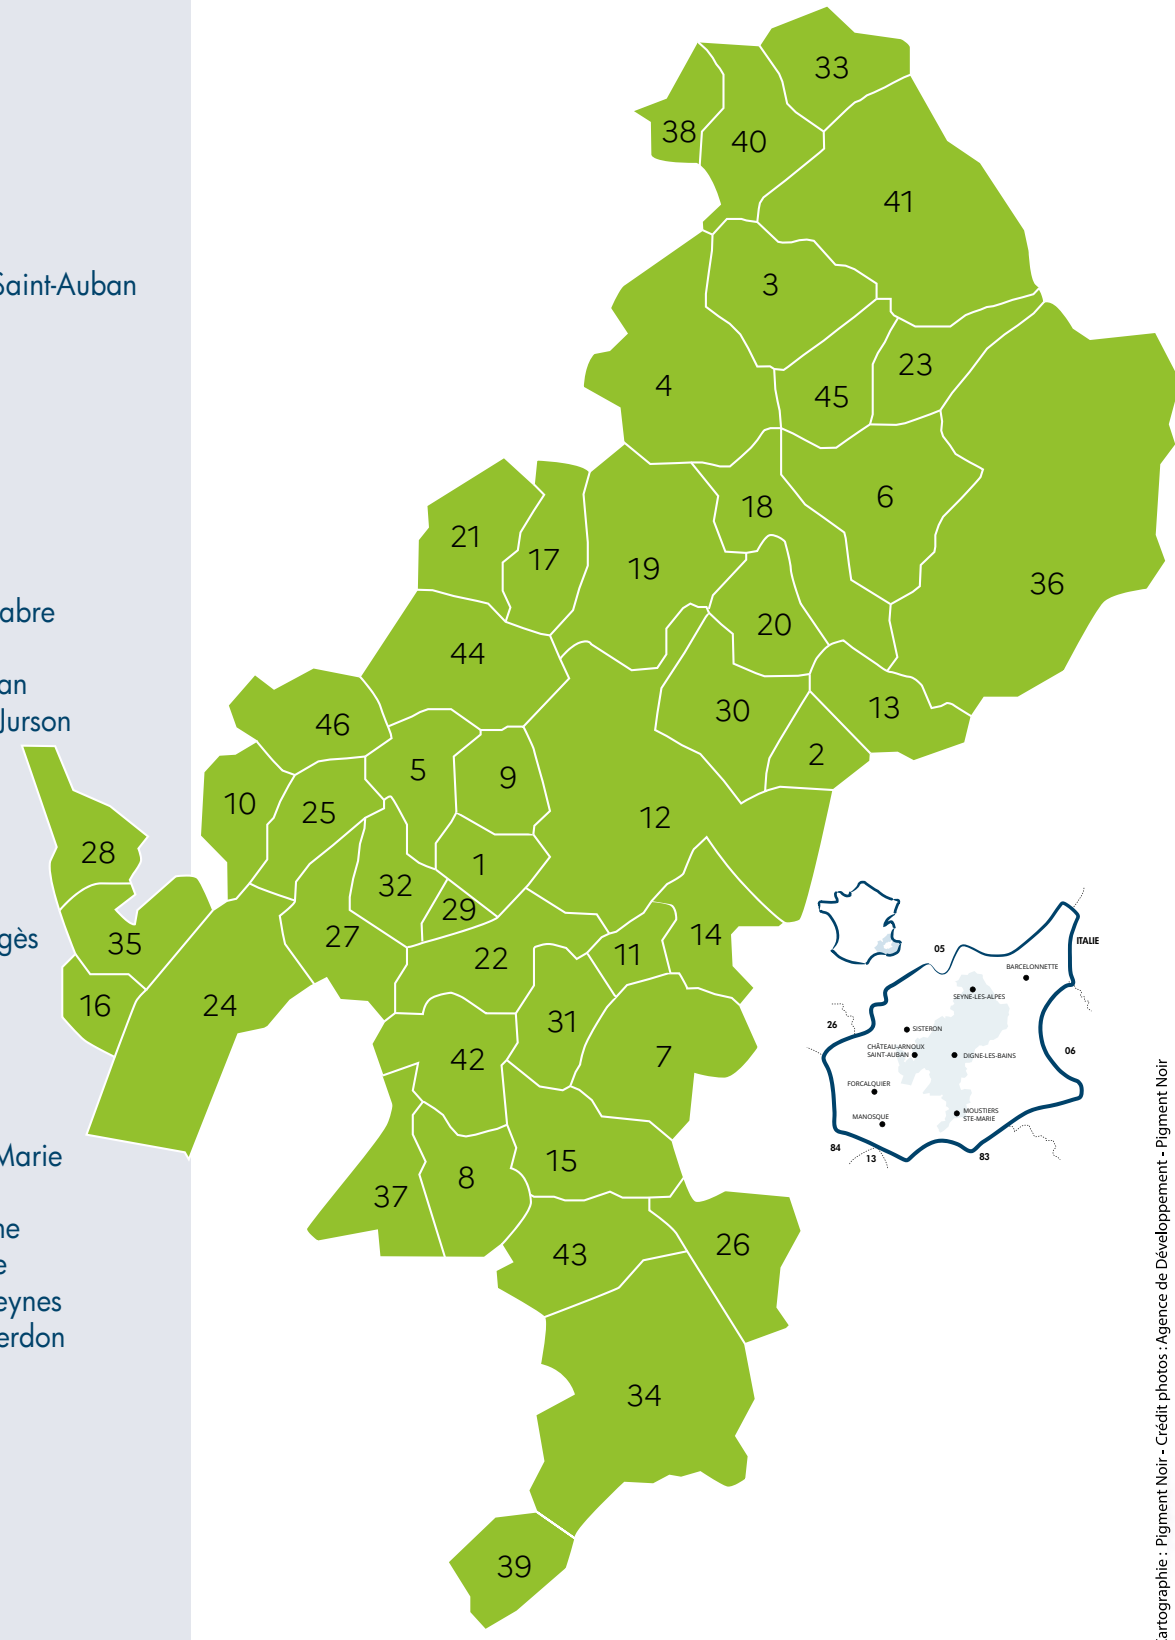 Saint-Auban
abre
an
Jurson
gès
Marie
ne
e
eynes
erdon
33
38
40
41
3
23
4
45
6
18
21
17
19
36
20
44
13
30
46
2
5
9
10
25
12
28
1
32
29
14
35
27
11
22
16
24
31
42
7
15
8
37
26
43
34
39
ITALIE
05
BARCELONNETTE
SEYNE-LES-ALPES
26
SISTERON
CHÂTEAU-ARNOUX
SAINT-AUBAN
DIGNE-LES-BAINS
06
FORCALQUIER
MANOSQUE
MOUSTIERS
STE-MARIE
84
13
83
artographie : Pigment Noir - Crédit photos : Agence de Développement - Pigment Noir